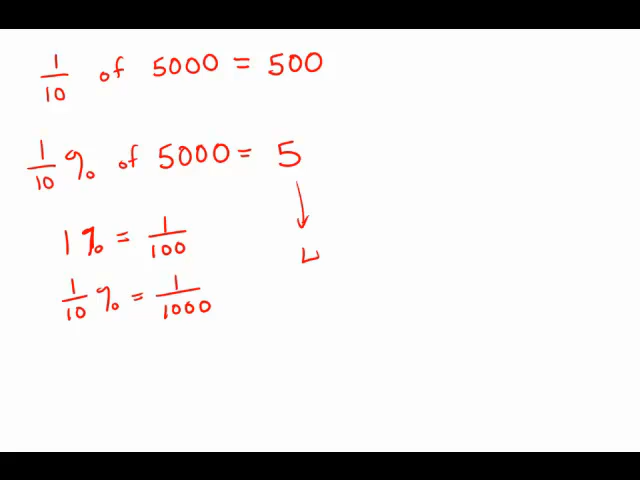 1/10 of 5000 = 500
1/10 % of 5000 = 5
1% = 1/100
1/10 % = 1/1000